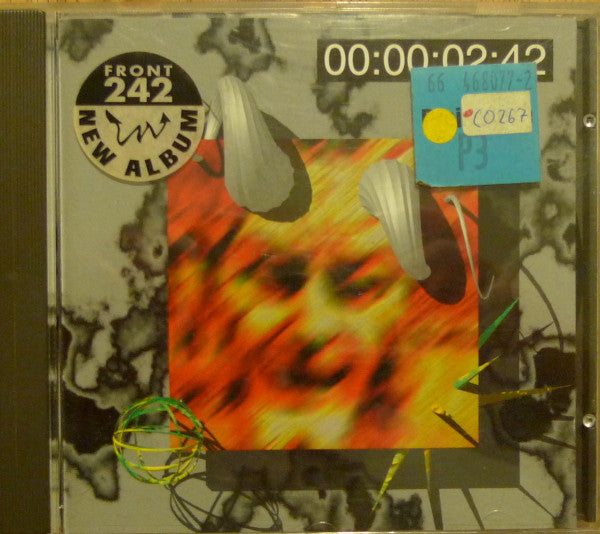 FRONT
242
NEW ALBUM
00:00:02:42
66 468077-2
C0267
P3